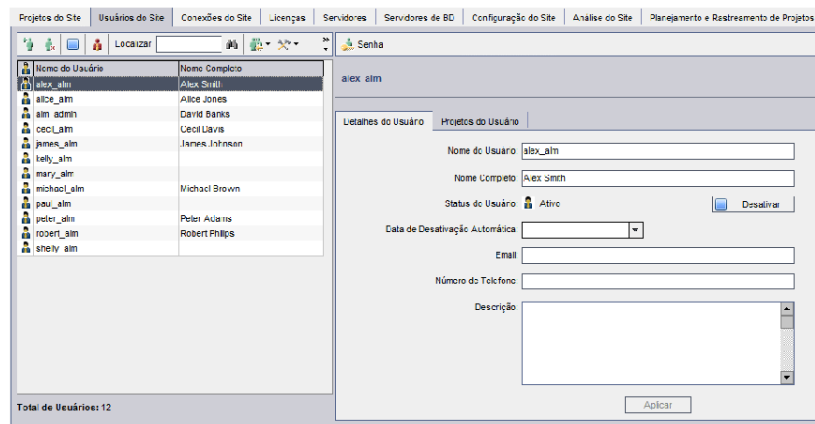 Projetos do Site Usuários do Site Conexões do Site Licenças Servidores Servidores de BD Configuração do Site Análise do Site Planejamento e Rastreamento de Projetos
Localizar
Senha
Nome do Usuário Nome Completo
alex_alm Alex Smith
alice_alm Alice Jones
alm_admin David Banks
cecil_alm Cecil Davis
james_alm James Johnson
kelly_alm
mary_alm
michael_alm Michael Brown
paul_alm
peter_alm Peter Adams
robert_alm Robert Philips
shelly_alm
Total de Usuários: 12
alex_alm
Detalhes do Usuário Projetos do Usuário
Nome do Usuário alex_alm
Nome Completo Alex Smith
Status do Usuário Ativo Desativar
Data de Desativação Automática
Email
Número de Telefone
Descrição
Aplicar